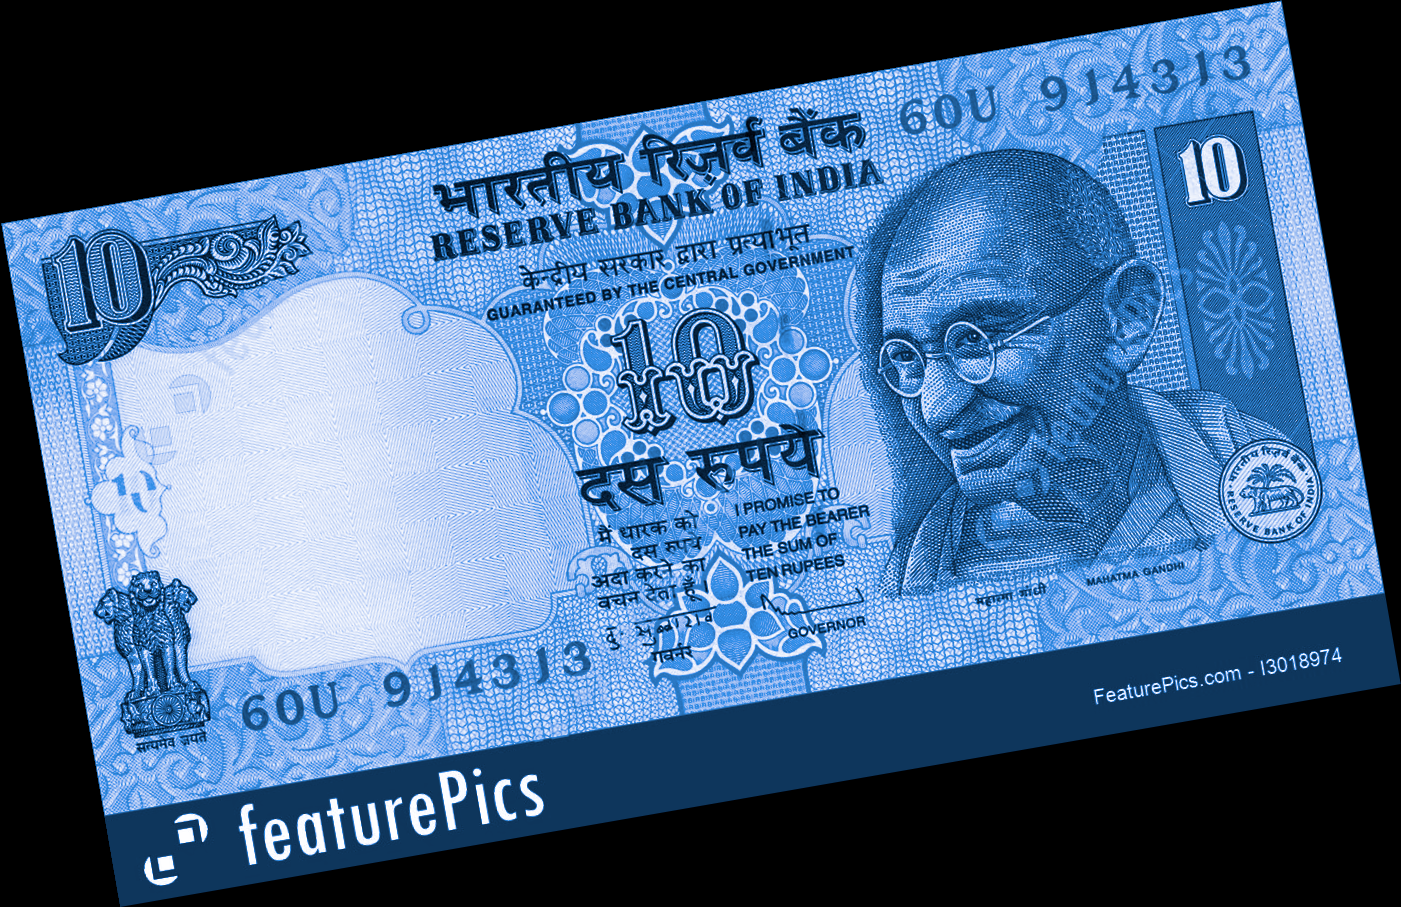 60U 914313
भारतीय रिज़र्व बैंक
RESERVE BANK OF INDIA
केन्द्रीय सरकार द्वारा प्रत्याभूत
GUARANTEED BY THE CENTRAL GOVERNMENT
10
10
10
दस रुपये
मैं धारक को
दस रुपये
अदा करने का
वचन देता हूँ।
I PROMISE TO
PAY THE BEARER
THE SUM OF
TEN RUPEES
गवर्नर
GOVERNOR
महात्मा गांधी
MAHATMA GANDHI
भारतीय रिज़र्व बैंक
RESERVE BANK OF INDIA
सत्यमेव जयते
60U 914313
FeaturePics.com - I3018974
featurePics